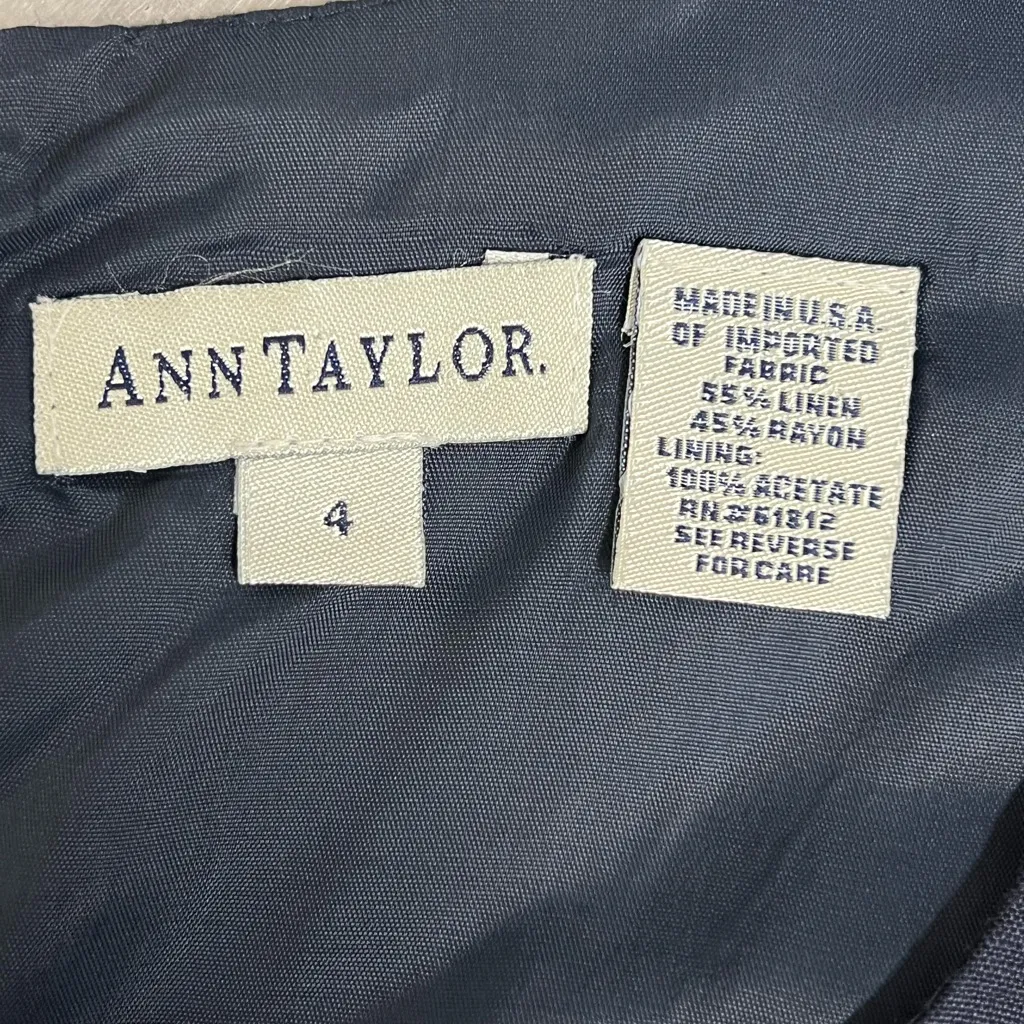 ANNTAYLOR.
4
MADE IN U.S.A.
OF IMPORTED
FABRIC
55% LINEN
45% RAYON
LINING:
100% ACETATE
RN#61812
SEE REVERSE
FOR CARE